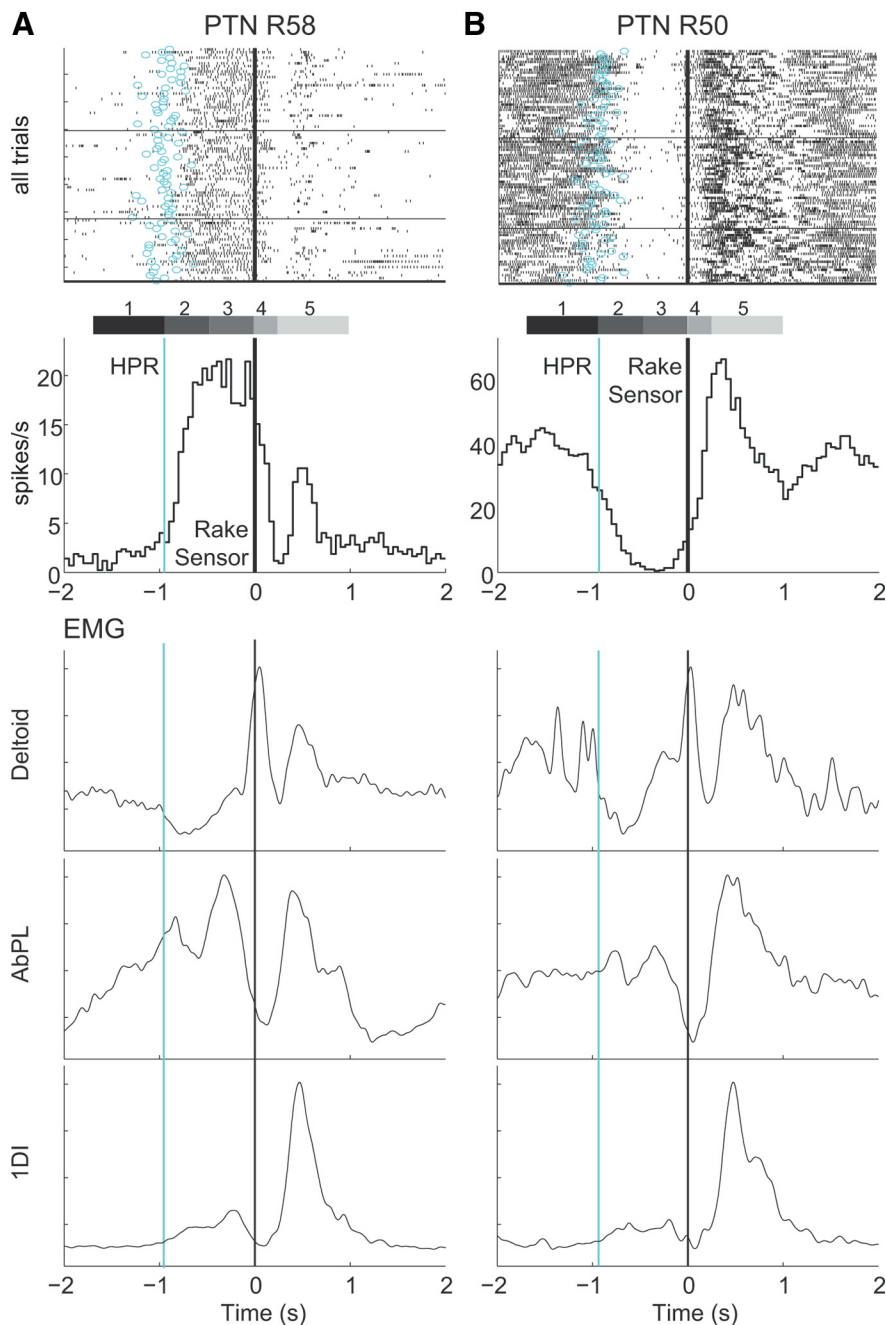 A PTN R58
B PTN R50
all trials
1 2 3 4 5
1 2 3 4 5
spikes/s
20
15
10
5
0
HPR
Rake
Sensor
−2 −1 0 1 2
60
40
20
0
HPR
Rake
Sensor
−2 −1 0 1 2
EMG
Deltoid
AbPL
1DI
−2 −1 0 1 2
Time (s)
−2 −1 0 1 2
Time (s)